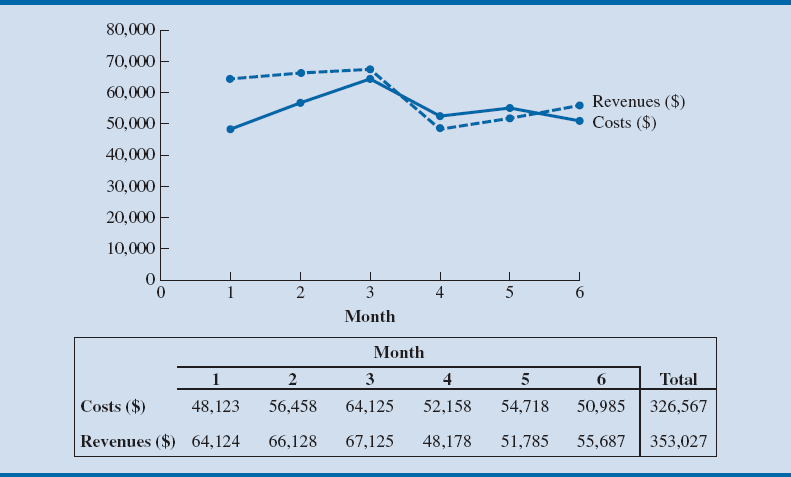 80,000
70,000
60,000
50,000
40,000
30,000
20,000
10,000
0
Revenues ($)
Costs ($)
0 1 2 3 4 5 6
Month
Month
1 2 3 4 5 6 Total
Costs ($) 48,123 56,458 64,125 52,158 54,718 50,985 326,567
Revenues ($) 64,124 66,128 67,125 48,178 51,785 55,687 353,027